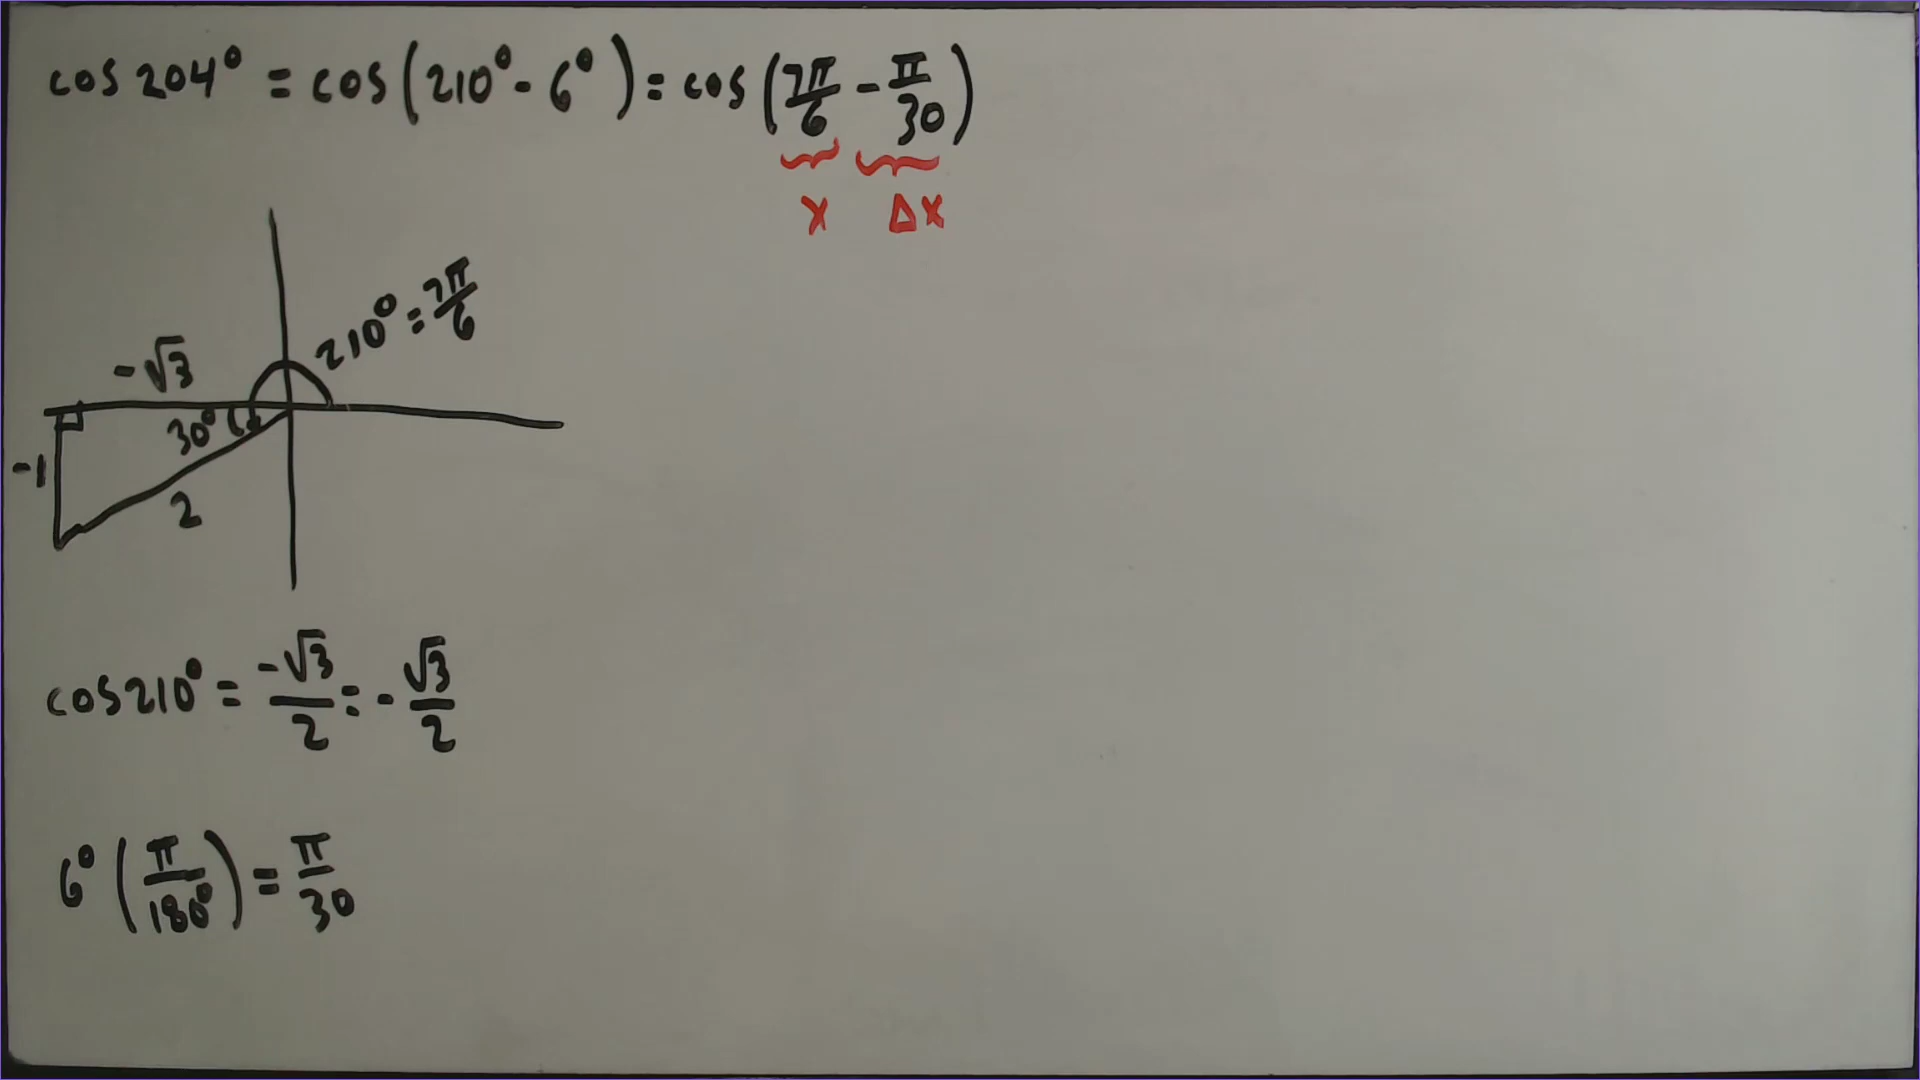 cos 204° = cos(210° - 6°) = cos(7π/6 - π/30)
x Δx
210° = 7π/6
-√3
30°
-1
2
cos 210° = -√3/2 = -√3/2
6°(π/180°) = π/30